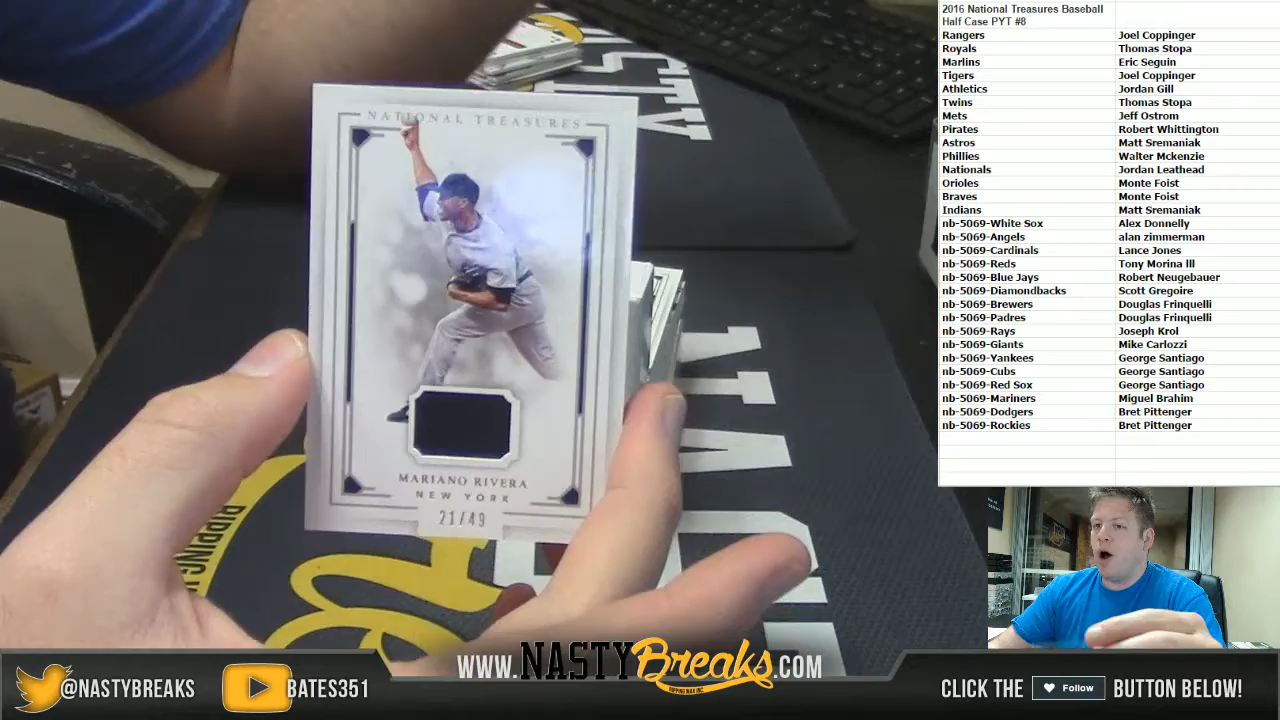 2016 National Treasures Baseball
Half Case PYT #8
Rangers Joel Coppinger
Royals Thomas Stopa
Marlins Eric Seguin
Tigers Joel Coppinger
Athletics Jordan Gill
Twins Thomas Stopa
Mets Jeff Ostrom
Pirates Robert Whittington
Astros Matt Sremaniak
Phillies Walter Mckenzie
Nationals Jordan Leathead
Orioles Monte Foist
Braves Monte Foist
Indians Matt Sremaniak
nb-5069-White Sox Alex Donnelly
nb-5069-Angels alan zimmerman
nb-5069-Cardinals Lance Jones
nb-5069-Reds Tony Morina lll
nb-5069-Blue Jays Robert Neugebauer
nb-5069-Diamondbacks Scott Gregoire
nb-5069-Brewers Douglas Frinquelli
nb-5069-Padres Douglas Frinquelli
nb-5069-Rays Joseph Krol
nb-5069-Giants Mike Carlozzi
nb-5069-Yankees George Santiago
nb-5069-Cubs George Santiago
nb-5069-Red Sox George Santiago
nb-5069-Mariners Miguel Brahim
nb-5069-Dodgers Bret Pittenger
nb-5069-Rockies Bret Pittenger
NATIONAL TREASURES
MARIANO RIVERA
NEW YORK
21/49
RIPPING
@NASTYBREAKS
BATES351
WWW.NASTYBreaks.COM
RIPPING WAX INC
CLICK THE Follow BUTTON BELOW!